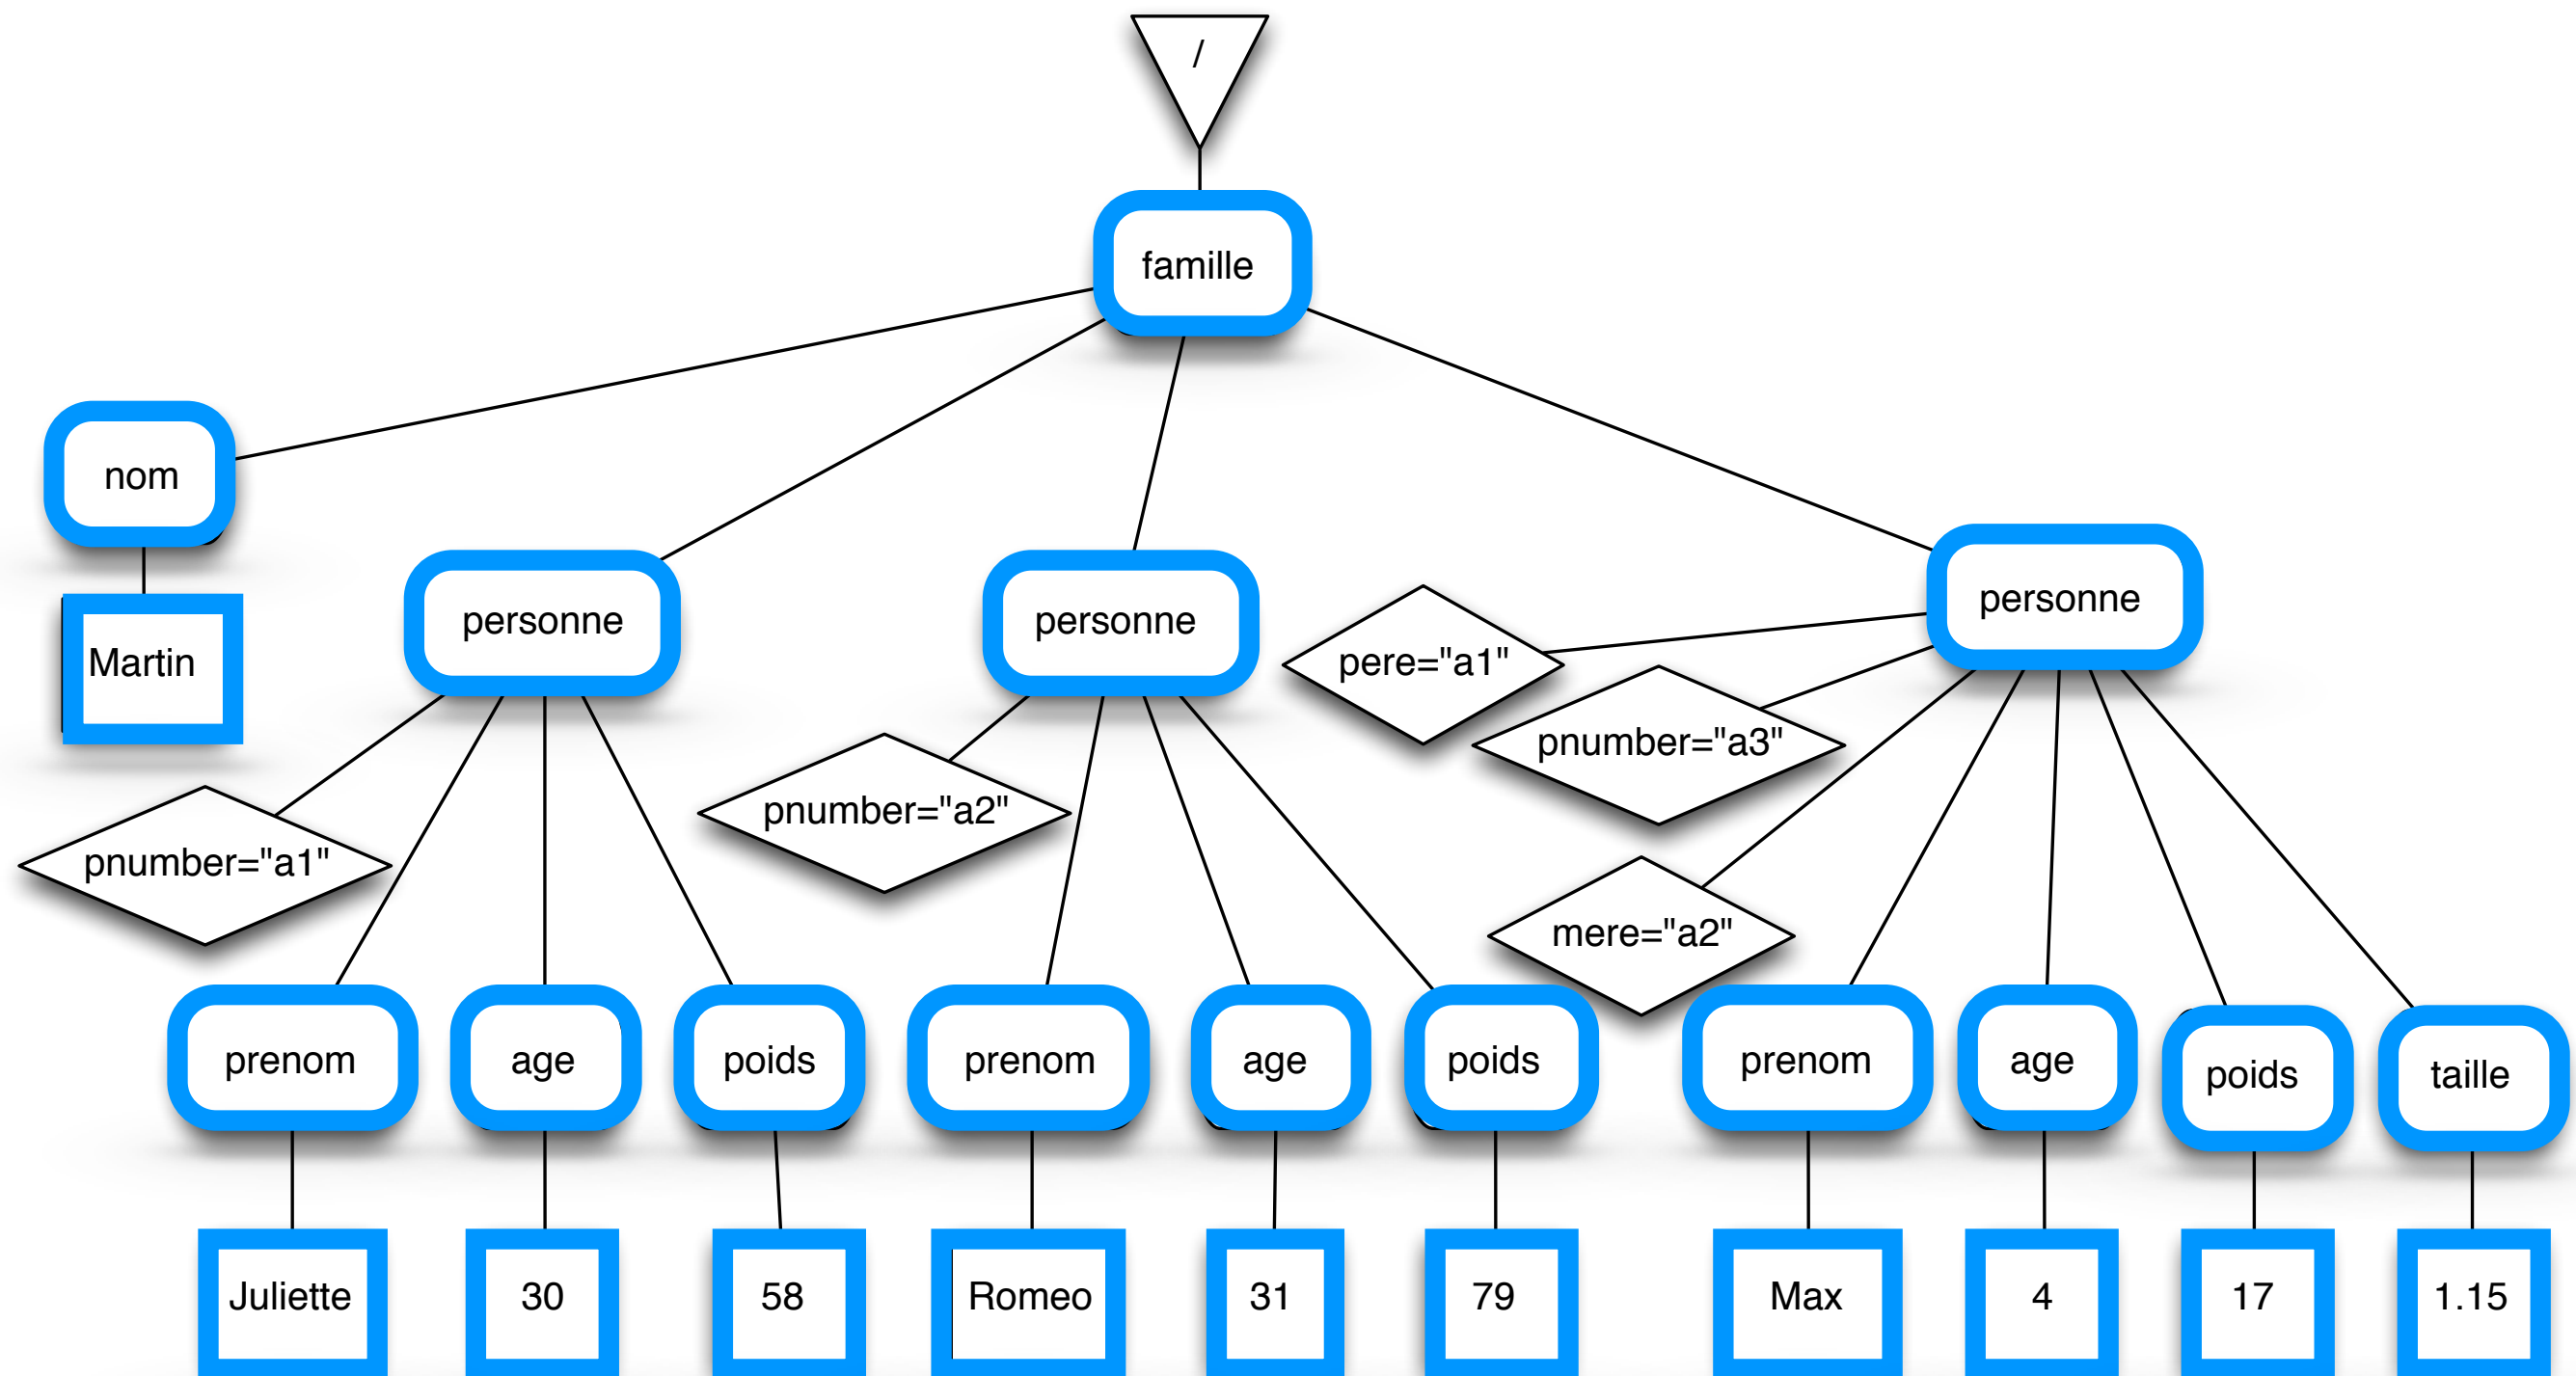 /
famille
nom
Martin
personne
personne
personne
pere="a1"
pnumber="a3"
pnumber="a2"
pnumber="a1"
mere="a2"
prenom
age
poids
prenom
age
poids
prenom
age
poids
taille
Juliette
30
58
Romeo
31
79
Max
4
17
1.15